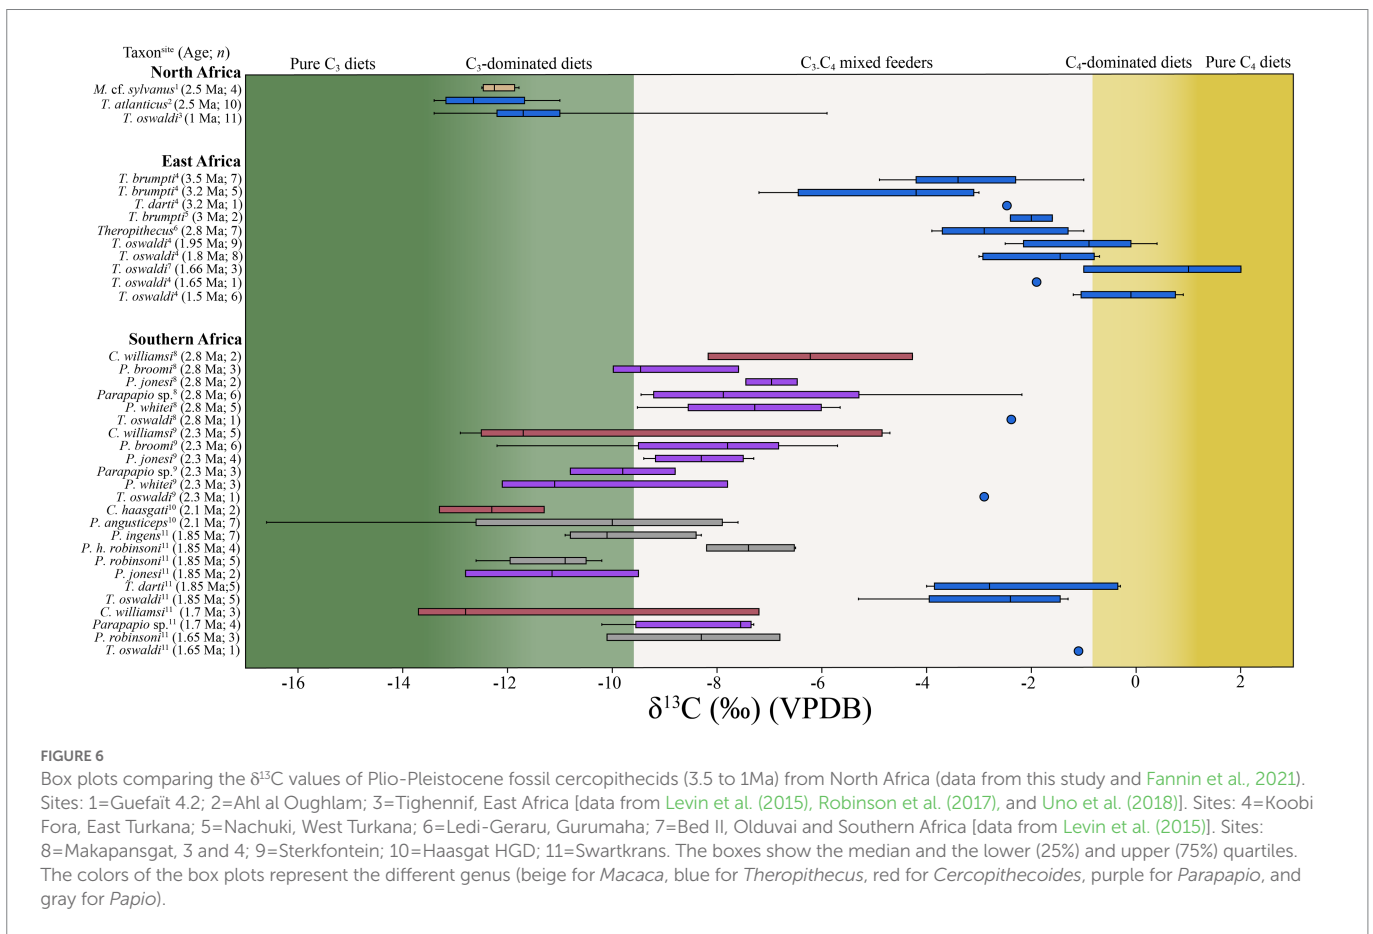 Taxonsite (Age; n)
Pure C3 diets
C3-dominated diets
C3.C4 mixed feeders
C4-dominated diets
Pure C4 diets
North Africa
M. cf. sylvanus1 (2.5 Ma; 4)
T. atlanticus2 (2.5 Ma; 10)
T. oswaldi3 (1 Ma; 11)
East Africa
T. brumpti4 (3.5 Ma; 7)
T. brumpti4 (3.2 Ma; 5)
T. darti4 (3.2 Ma; 1)
T. brumpti5 (3 Ma; 2)
Theropithecus6 (2.8 Ma; 7)
T. oswaldi4 (1.95 Ma; 9)
T. oswaldi4 (1.8 Ma; 8)
T. oswaldi7 (1.66 Ma; 3)
T. oswaldi4 (1.65 Ma; 1)
T. oswaldi4 (1.5 Ma; 6)
Southern Africa
C. williamsi8 (2.8 Ma; 2)
P. broomi8 (2.8 Ma; 3)
P. jonesi8 (2.8 Ma; 2)
Parapapio sp.8 (2.8 Ma; 6)
P. whitei8 (2.8 Ma; 5)
T. oswaldi8 (2.8 Ma; 1)
C. williamsi9 (2.3 Ma; 5)
P. broomi9 (2.3 Ma; 6)
P. jonesi9 (2.3 Ma; 4)
Parapapio sp.9 (2.3 Ma; 3)
P. whitei9 (2.3 Ma; 3)
T. oswaldi9 (2.3 Ma; 1)
C. haasgati10 (2.1 Ma; 2)
P. angusticeps10 (2.1 Ma; 7)
P. ingens11 (1.85 Ma; 7)
P. h. robinsoni11 (1.85 Ma; 4)
P. robinsoni11 (1.85 Ma; 5)
P. jonesi11 (1.85 Ma; 2)
T. darti11 (1.85 Ma;5)
T. oswaldi11 (1.85 Ma; 5)
C. williamsi11 (1.7 Ma; 3)
Parapapio sp.11 (1.7 Ma; 4)
P. robinsoni11 (1.65 Ma; 3)
T. oswaldi11 (1.65 Ma; 1)
-16 -14 -12 -10 -8 -6 -4 -2 0 2
δ13C (‰) (VPDB)
FIGURE 6
Box plots comparing the δ13C values of Plio-Pleistocene fossil cercopithecids (3.5 to 1Ma) from North Africa (data from this study and Fannin et al., 2021).
Sites: 1=Guefaït 4.2; 2=Ahl al Oughlam; 3=Tighennif, East Africa [data from Levin et al. (2015), Robinson et al. (2017), and Uno et al. (2018)]. Sites: 4=Koobi
Fora, East Turkana; 5=Nachuki, West Turkana; 6=Ledi-Geraru, Gurumaha; 7=Bed II, Olduvai and Southern Africa [data from Levin et al. (2015)]. Sites:
8=Makapansgat, 3 and 4; 9=Sterkfontein; 10=Haasgat HGD; 11=Swartkrans. The boxes show the median and the lower (25%) and upper (75%) quartiles.
The colors of the box plots represent the different genus (beige for Macaca, blue for Theropithecus, red for Cercopithecoides, purple for Parapapio, and
gray for Papio).